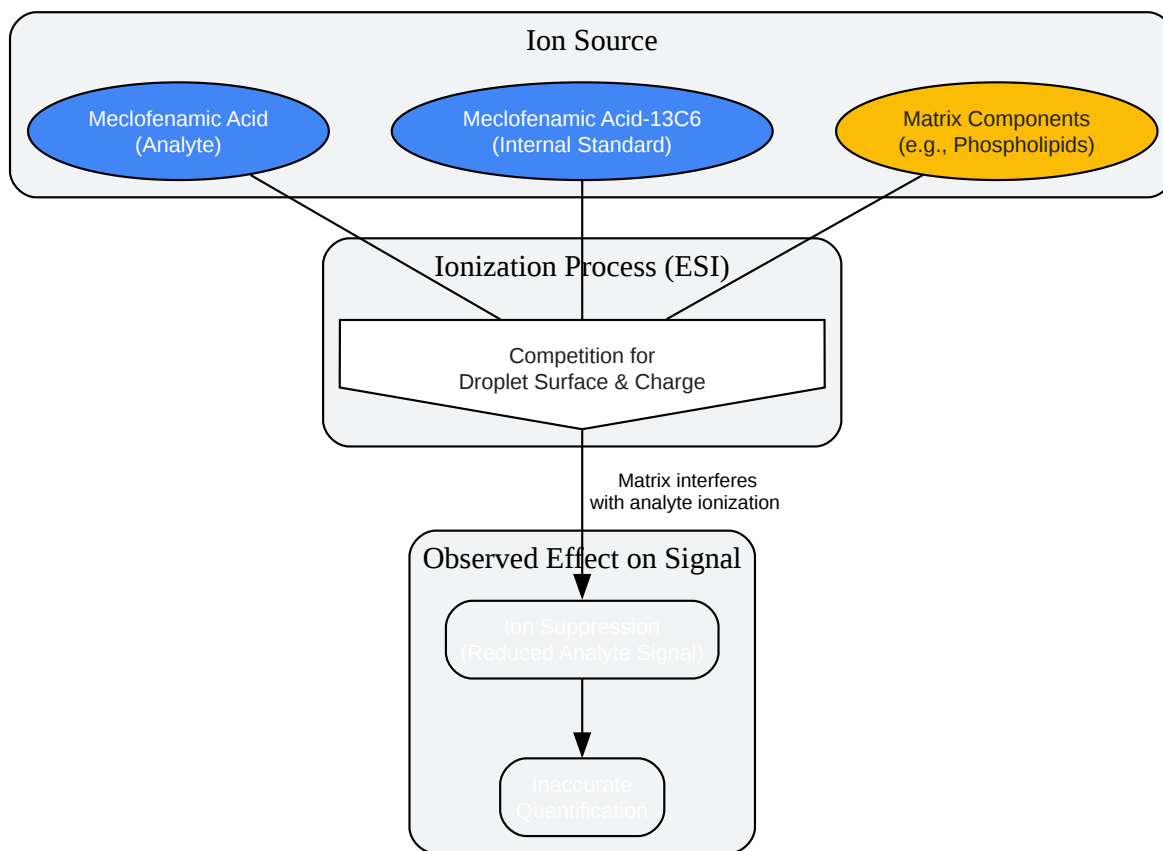 Ion Source
Meclofenamic Acid
(Analyte)
Meclofenamic Acid-13C6
(Internal Standard)
Matrix Components
(e.g., Phospholipids)
Ionization Process (ESI)
Competition for
Droplet Surface & Charge
Matrix interferes
with analyte ionization
Observed Effect on Signal
Ion Suppression
(Reduced Analyte Signal)
Inaccurate
Quantification